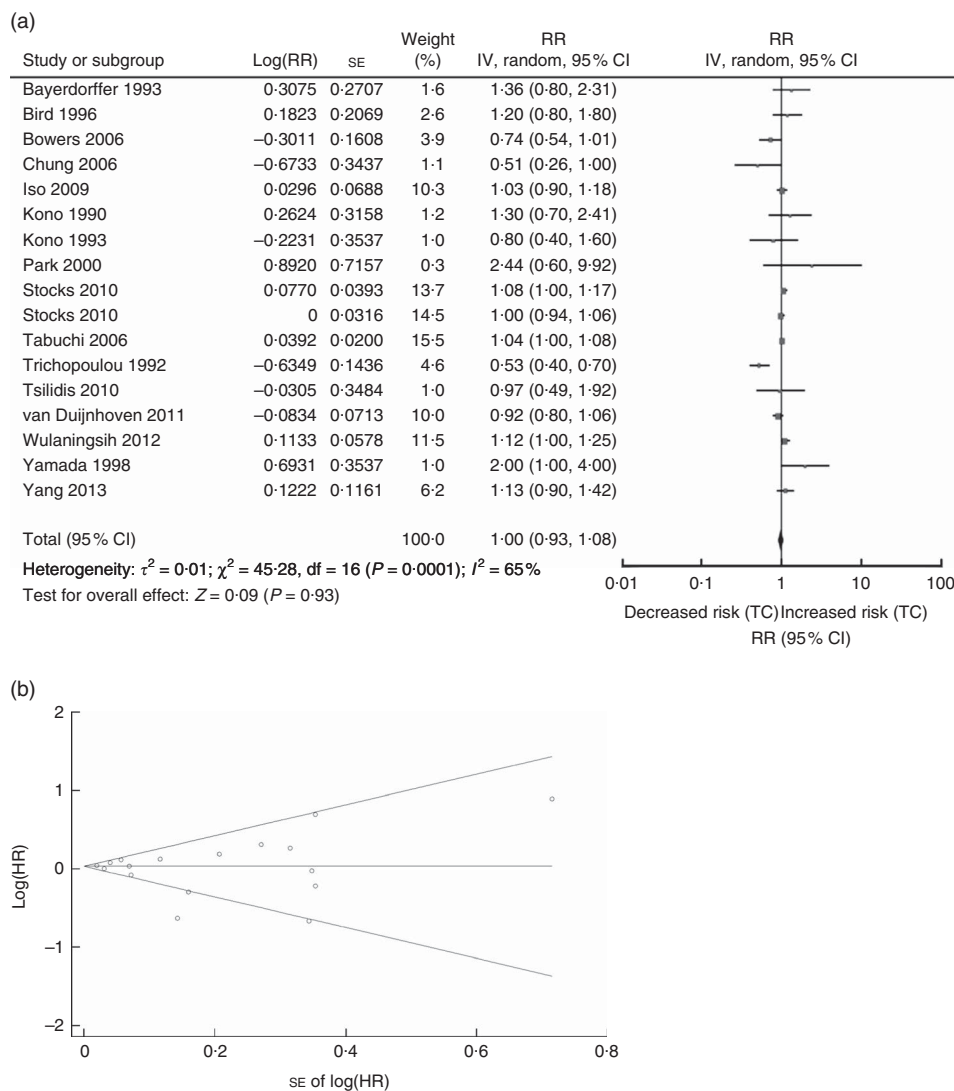 (a)
Weight RR RR
Study or subgroup Log(RR) SE (%) IV, random, 95% CI IV, random, 95% CI
Bayerdorffer 1993 0·3075 0·2707 1·6 1·36 (0·80, 2·31)
Bird 1996 0·1823 0·2069 2·6 1·20 (0·80, 1·80)
Bowers 2006 −0·3011 0·1608 3·9 0·74 (0·54, 1·01)
Chung 2006 −0·6733 0·3437 1·1 0·51 (0·26, 1·00)
Iso 2009 0·0296 0·0688 10·3 1·03 (0·90, 1·18)
Kono 1990 0·2624 0·3158 1·2 1·30 (0·70, 2·41)
Kono 1993 −0·2231 0·3537 1·0 0·80 (0·40, 1·60)
Park 2000 0·8920 0·7157 0·3 2·44 (0·60, 9·92)
Stocks 2010 0·0770 0·0393 13·7 1·08 (1·00, 1·17)
Stocks 2010 0 0·0316 14·5 1·00 (0·94, 1·06)
Tabuchi 2006 0·0392 0·0200 15·5 1·04 (1·00, 1·08)
Trichopoulou 1992 −0·6349 0·1436 4·6 0·53 (0·40, 0·70)
Tsilidis 2010 −0·0305 0·3484 1·0 0·97 (0·49, 1·92)
van Duijnhoven 2011 −0·0834 0·0713 10·0 0·92 (0·80, 1·06)
Wulaningsih 2012 0·1133 0·0578 11·5 1·12 (1·00, 1·25)
Yamada 1998 0·6931 0·3537 1·0 2·00 (1·00, 4·00)
Yang 2013 0·1222 0·1161 6·2 1·13 (0·90, 1·42)
Total (95% CI) 100·0 1·00 (0·93, 1·08)
Heterogeneity: τ² = 0·01; χ² = 45·28, df = 16 (P = 0·0001); I² = 65%
Test for overall effect: Z = 0·09 (P = 0·93)
0·01 0·1 1 10 100
Decreased risk (TC) Increased risk (TC)
RR (95% CI)
(b)
2
1
0
−1
−2
Log(HR)
0 0·2 0·4 0·6 0·8
SE of log(HR)